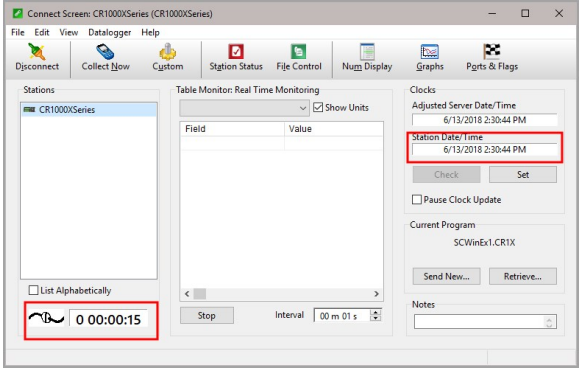 Connect Screen: CR1000XSeries (CR1000XSeries)
File Edit View Datalogger Help
Disconnect Collect Now Custom Station Status File Control Num Display Graphs Ports & Flags
Stations
CR1000XSeries
List Alphabetically
0 00:00:15
Table Monitor: Real Time Monitoring
Show Units
Field Value
Stop Interval 00 m 01 s
Clocks
Adjusted Server Date/Time
6/13/2018 2:30:44 PM
Station Date/Time
6/13/2018 2:30:44 PM
Check Set
Pause Clock Update
Current Program
SCWinEx1.CR1X
Send New... Retrieve...
Notes